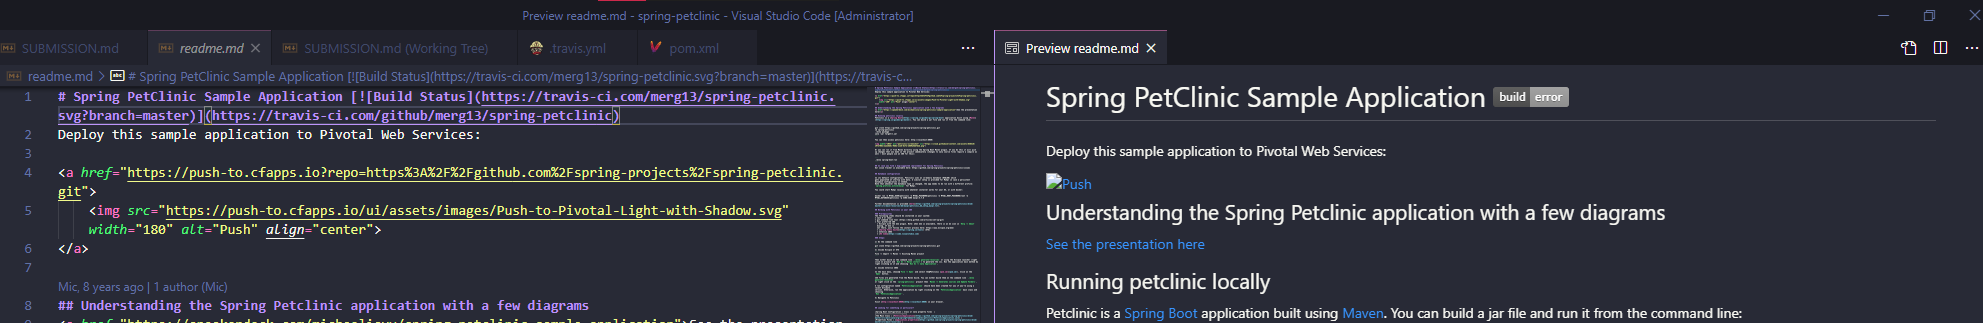 Preview readme.md - spring-petclinic - Visual Studio Code [Administrator]
SUBMISSION.md
readme.md
SUBMISSION.md (Working Tree)
.travis.yml
pom.xml
Preview readme.md
readme.md > # Spring PetClinic Sample Application [![Build Status](https://travis-ci.com/merg13/spring-petclinic.svg?branch=master)](https://travis-c...
1 # Spring PetClinic Sample Application [![Build Status](https://travis-ci.com/merg13/spring-petclinic.
svg?branch=master)](https://travis-ci.com/github/merg13/spring-petclinic)
2 Deploy this sample application to Pivotal Web Services:
3
4 <a href="https://push-to.cfapps.io?repo=https%3A%2F%2Fgithub.com%2Fspring-projects%2Fspring-petclinic.
git">
5 <img src="https://push-to.cfapps.io/ui/assets/images/Push-to-Pivotal-Light-with-Shadow.svg"
width="180" alt="Push" align="center">
6 </a>
7
Mic, 8 years ago | 1 author (Mic)
8 ## Understanding the Spring Petclinic application with a few diagrams
Spring PetClinic Sample Application build error
Deploy this sample application to Pivotal Web Services:
Push
Understanding the Spring Petclinic application with a few diagrams
See the presentation here
Running petclinic locally
Petclinic is a Spring Boot application built using Maven. You can build a jar file and run it from the command line: